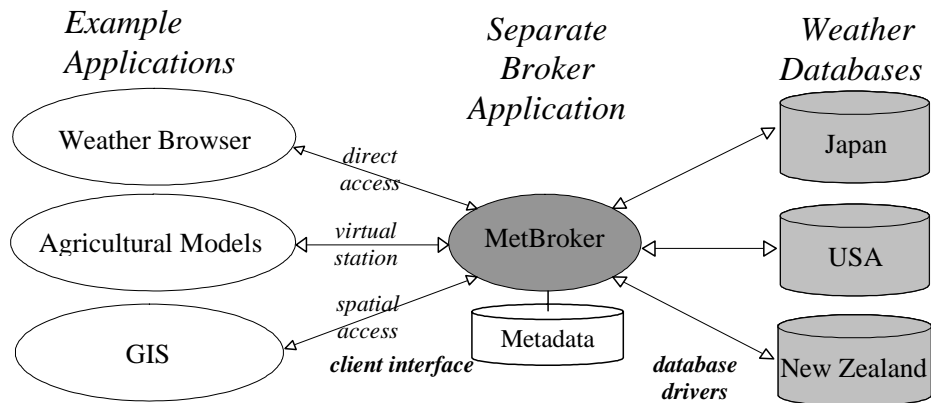 Example
Applications
Separate
Broker
Application
Weather
Databases
Weather Browser
direct
access
Japan
Agricultural Models
virtual
station
MetBroker
USA
GIS
spatial
access
client interface
Metadata
database
drivers
New Zealand